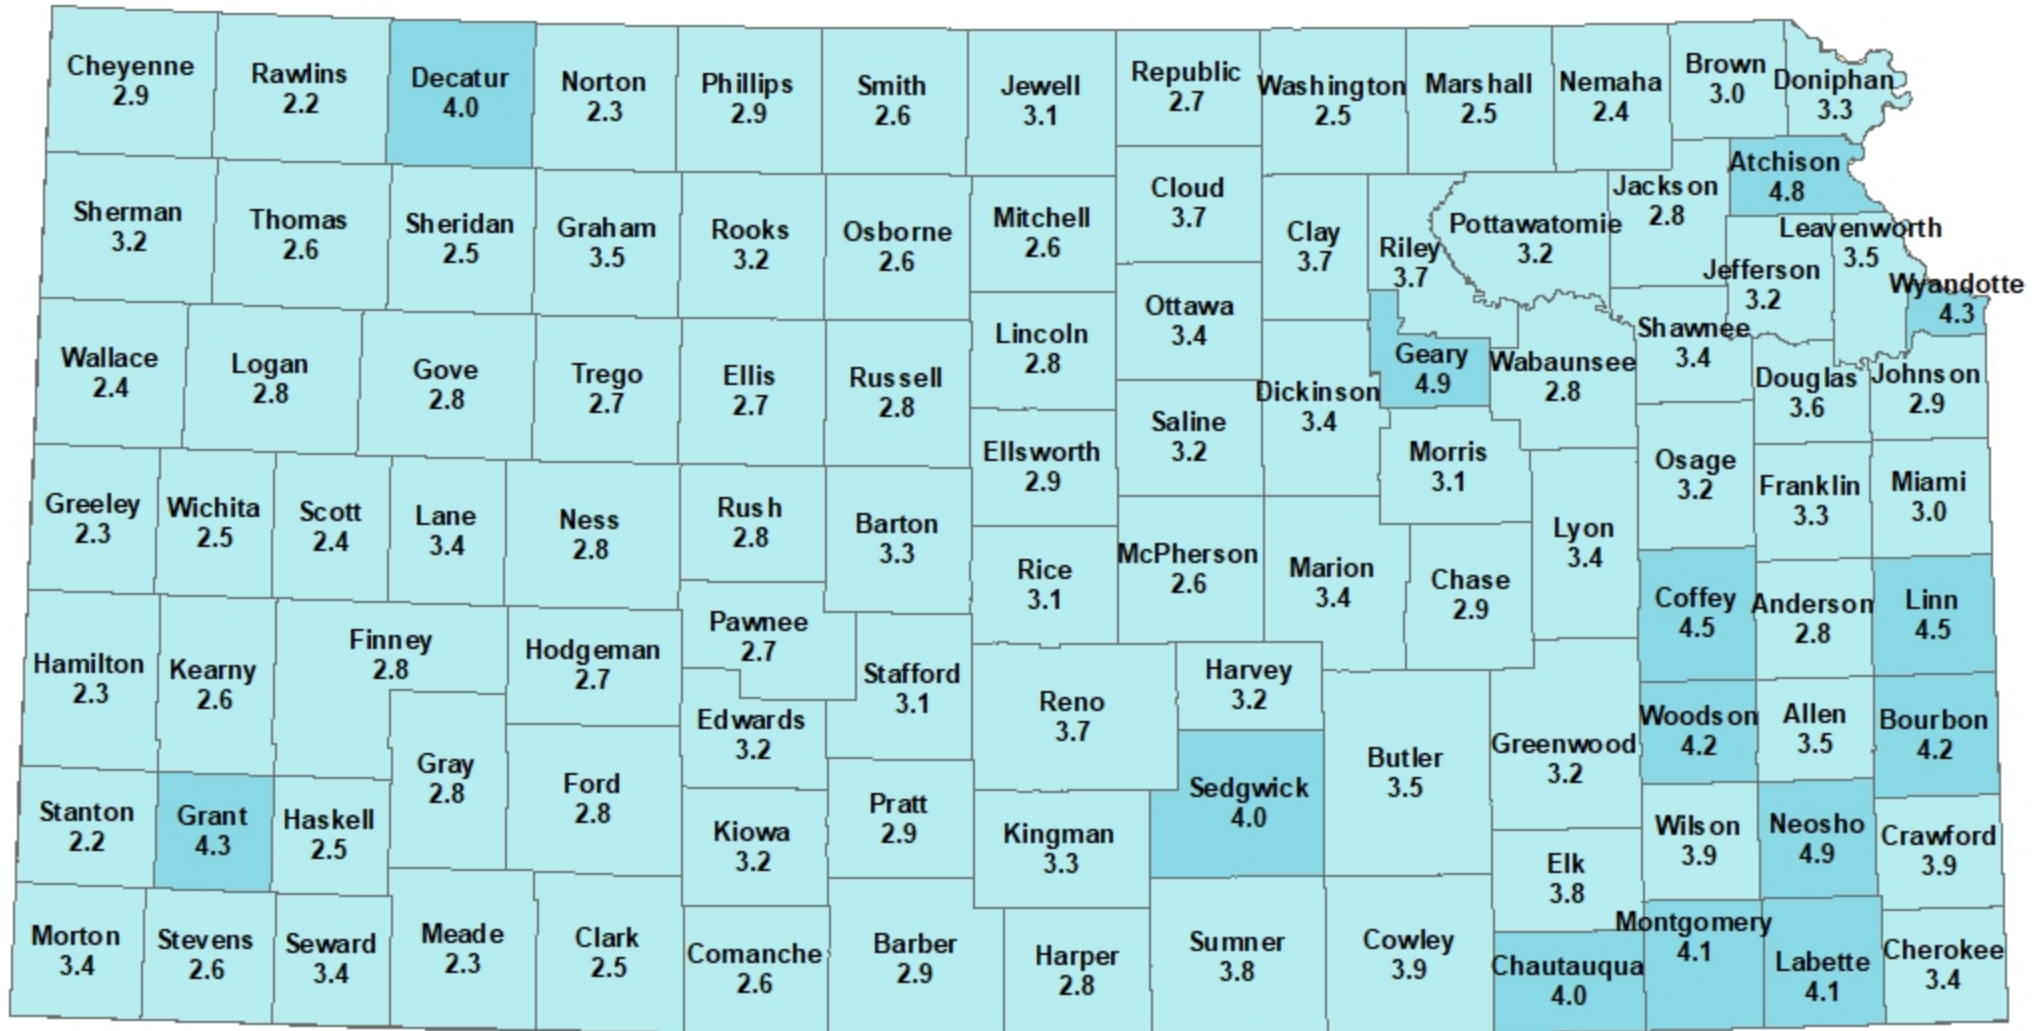 Cheyenne
2.9
Rawlins
2.2
Decatur
4.0
Norton
2.3
Phillips
2.9
Smith
2.6
Jewell
3.1
Republic
2.7
Washington
2.5
Marshall
2.5
Nemaha
2.4
Brown
3.0
Doniphan
3.3
Sherman
3.2
Thomas
2.6
Sheridan
2.5
Graham
3.5
Rooks
3.2
Osborne
2.6
Mitchell
2.6
Cloud
3.7
Clay
3.7
Riley
3.7
Pottawatomie
3.2
Jackson
2.8
Atchison
4.8
Leavenworth
3.5
Jefferson
3.2
Wyandotte
4.3
Wallace
2.4
Logan
2.8
Gove
2.8
Trego
2.7
Ellis
2.7
Russell
2.8
Lincoln
2.8
Ottawa
3.4
Dickinson
3.4
Geary
4.9
Wabaunsee
2.8
Shawnee
3.4
Douglas
3.6
Johnson
2.9
Ellsworth
2.9
Saline
3.2
Morris
3.1
Osage
3.2
Franklin
3.3
Miami
3.0
Greeley
2.3
Wichita
2.5
Scott
2.4
Lane
3.4
Ness
2.8
Rush
2.8
Barton
3.3
Rice
3.1
McPherson
2.6
Marion
3.4
Chase
2.9
Lyon
3.4
Coffey
4.5
Anderson
2.8
Linn
4.5
Hamilton
2.3
Kearny
2.6
Finney
2.8
Hodgeman
2.7
Pawnee
2.7
Stafford
3.1
Reno
3.7
Harvey
3.2
Edwards
3.2
Gray
2.8
Ford
2.8
Butler
3.5
Greenwood
3.2
Woodson
4.2
Allen
3.5
Bourbon
4.2
Stanton
2.2
Grant
4.3
Haskell
2.5
Kiowa
3.2
Pratt
2.9
Kingman
3.3
Sedgwick
4.0
Elk
3.8
Wilson
3.9
Neosho
4.9
Crawford
3.9
Morton
3.4
Stevens
2.6
Seward
3.4
Meade
2.3
Clark
2.5
Comanche
2.6
Barber
2.9
Harper
2.8
Sumner
3.8
Cowley
3.9
Chautauqua
4.0
Montgomery
4.1
Labette
4.1
Cherokee
3.4